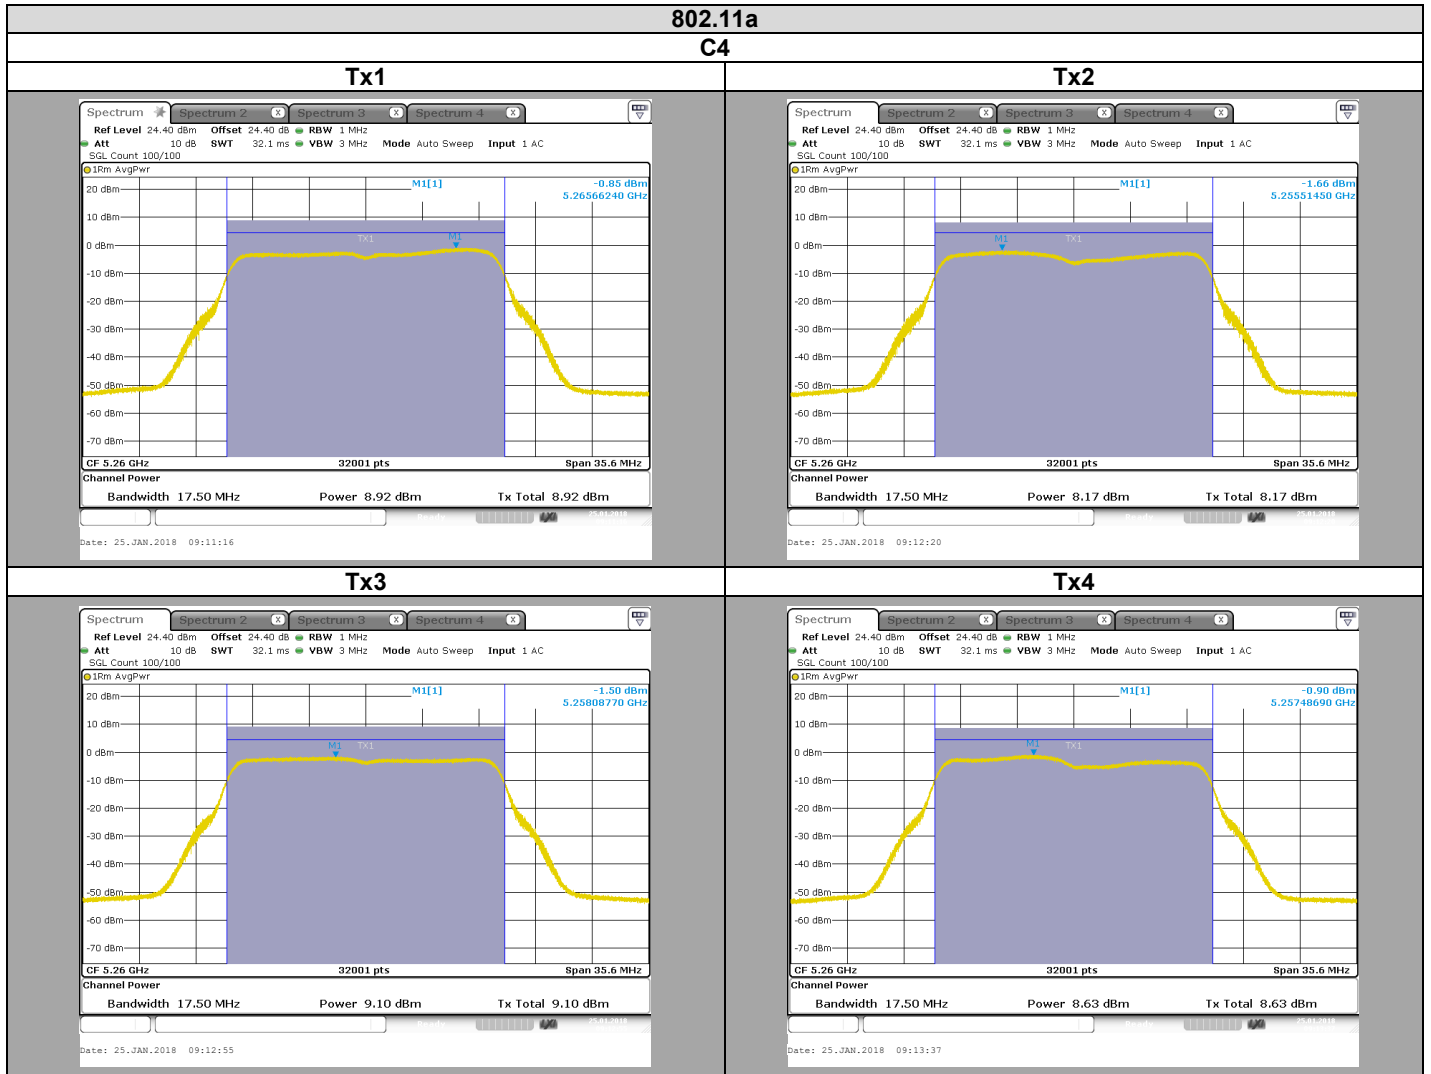 802.11a
C4
Tx1
Tx2
Spectrum Spectrum 2 Spectrum 3 Spectrum 4
Ref Level 24.40 dBm Offset 24.40 dB RBW 1 MHz
Att 10 dB SWT 32.1 ms VBW 3 MHz Mode Auto Sweep Input 1 AC
SGL Count 100/100
1Rm AvgPwr
M1[1] -0.85 dBm
5.26566240 GHz
20 dBm
10 dBm
0 dBm
-10 dBm
-20 dBm
-30 dBm
-40 dBm
-50 dBm
-60 dBm
-70 dBm
TX1
M1
CF 5.26 GHz 32001 pts Span 35.6 MHz
Channel Power
Bandwidth 17.50 MHz Power 8.92 dBm Tx Total 8.92 dBm
Ready 25.01.2018
Date: 25.JAN.2018 09:11:16
Spectrum Spectrum 2 Spectrum 3 Spectrum 4
Ref Level 24.40 dBm Offset 24.40 dB RBW 1 MHz
Att 10 dB SWT 32.1 ms VBW 3 MHz Mode Auto Sweep Input 1 AC
SGL Count 100/100
1Rm AvgPwr
M1[1] -1.66 dBm
5.25551450 GHz
20 dBm
10 dBm
0 dBm
-10 dBm
-20 dBm
-30 dBm
-40 dBm
-50 dBm
-60 dBm
-70 dBm
M1
TX1
CF 5.26 GHz 32001 pts Span 35.6 MHz
Channel Power
Bandwidth 17.50 MHz Power 8.17 dBm Tx Total 8.17 dBm
Ready 25.01.2018
Date: 25.JAN.2018 09:12:20
Tx3
Tx4
Spectrum Spectrum 2 Spectrum 3 Spectrum 4
Ref Level 24.40 dBm Offset 24.40 dB RBW 1 MHz
Att 10 dB SWT 32.1 ms VBW 3 MHz Mode Auto Sweep Input 1 AC
SGL Count 100/100
1Rm AvgPwr
M1[1] -1.50 dBm
5.25808770 GHz
20 dBm
10 dBm
0 dBm
-10 dBm
-20 dBm
-30 dBm
-40 dBm
-50 dBm
-60 dBm
-70 dBm
M1
TX1
CF 5.26 GHz 32001 pts Span 35.6 MHz
Channel Power
Bandwidth 17.50 MHz Power 9.10 dBm Tx Total 9.10 dBm
Ready 25.01.2018
Date: 25.JAN.2018 09:12:55
Spectrum Spectrum 2 Spectrum 3 Spectrum 4
Ref Level 24.40 dBm Offset 24.40 dB RBW 1 MHz
Att 10 dB SWT 32.1 ms VBW 3 MHz Mode Auto Sweep Input 1 AC
SGL Count 100/100
1Rm AvgPwr
M1[1] -0.90 dBm
5.25748690 GHz
20 dBm
10 dBm
0 dBm
-10 dBm
-20 dBm
-30 dBm
-40 dBm
-50 dBm
-60 dBm
-70 dBm
M1
TX1
CF 5.26 GHz 32001 pts Span 35.6 MHz
Channel Power
Bandwidth 17.50 MHz Power 8.63 dBm Tx Total 8.63 dBm
Ready 25.01.2018
Date: 25.JAN.2018 09:13:37